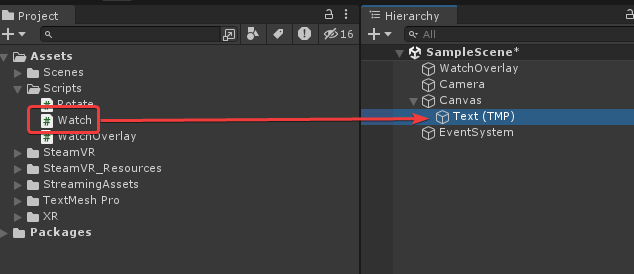 Project
16
Assets
Scenes
Scripts
Rotate
Watch
WatchOverlay
SteamVR
SteamVR_Resources
StreamingAssets
TextMesh Pro
XR
Packages
Hierarchy
All
SampleScene*
WatchOverlay
Camera
Canvas
Text (TMP)
EventSystem